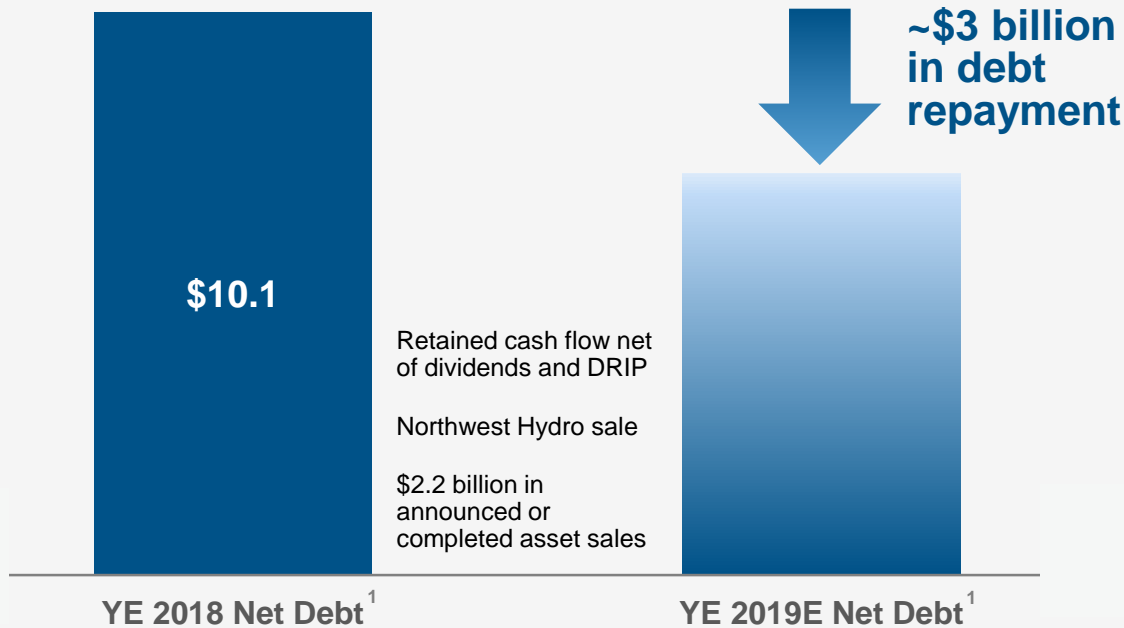 ~$3 billion
in debt
repayment
$10.1
Retained cash flow net
of dividends and DRIP
Northwest Hydro sale
$2.2 billion in
announced or
completed asset sales
YE 2018 Net Debt¹
YE 2019E Net Debt¹